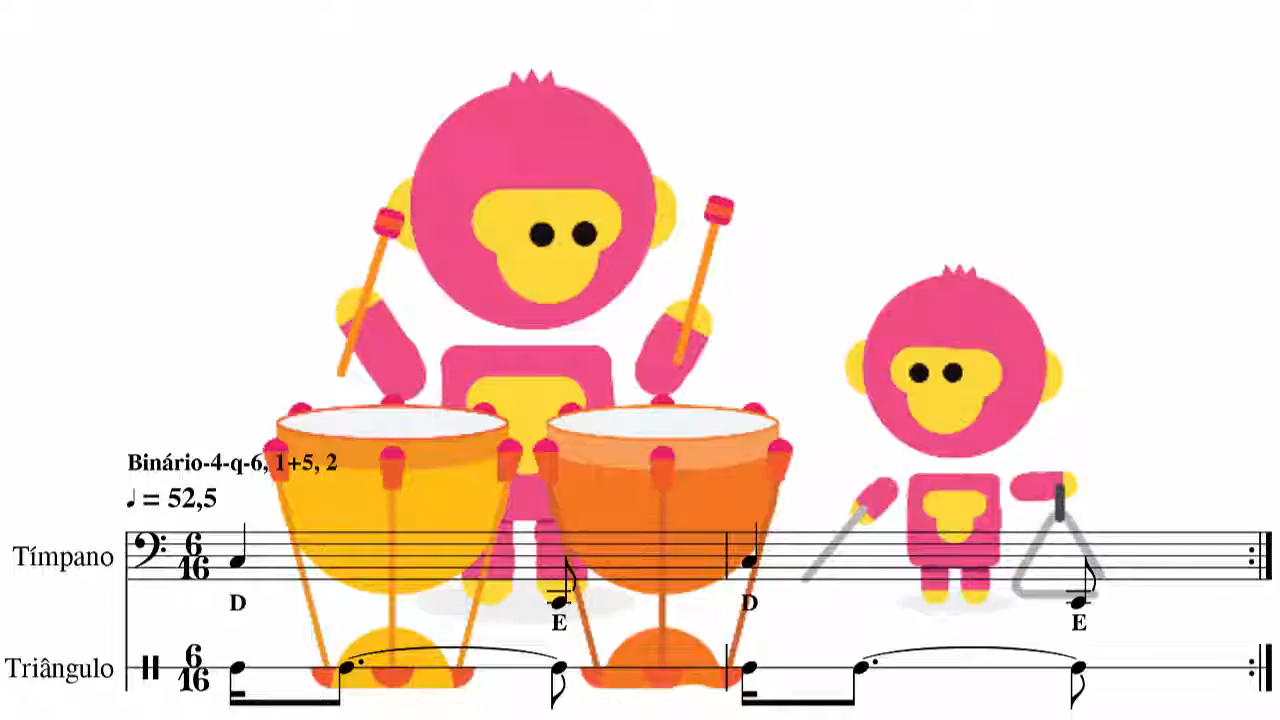 Binário-4-q-6, 1+5, 2
♩ = 52,5
Tímpano 6/16
D E D E
Triângulo 6/16